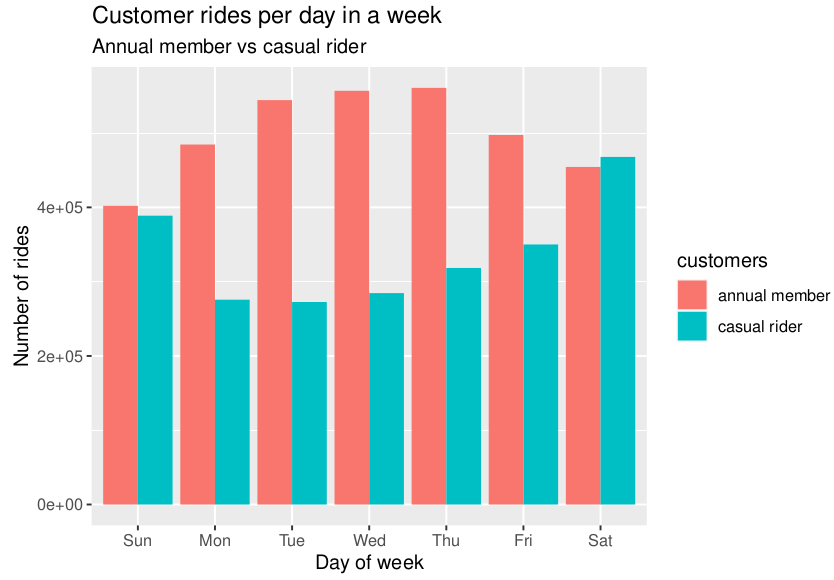 Customer rides per day in a week
Annual member vs casual rider
Number of rides
4e+05
2e+05
0e+00
Sun Mon Tue Wed Thu Fri Sat
Day of week
customers
annual member
casual rider